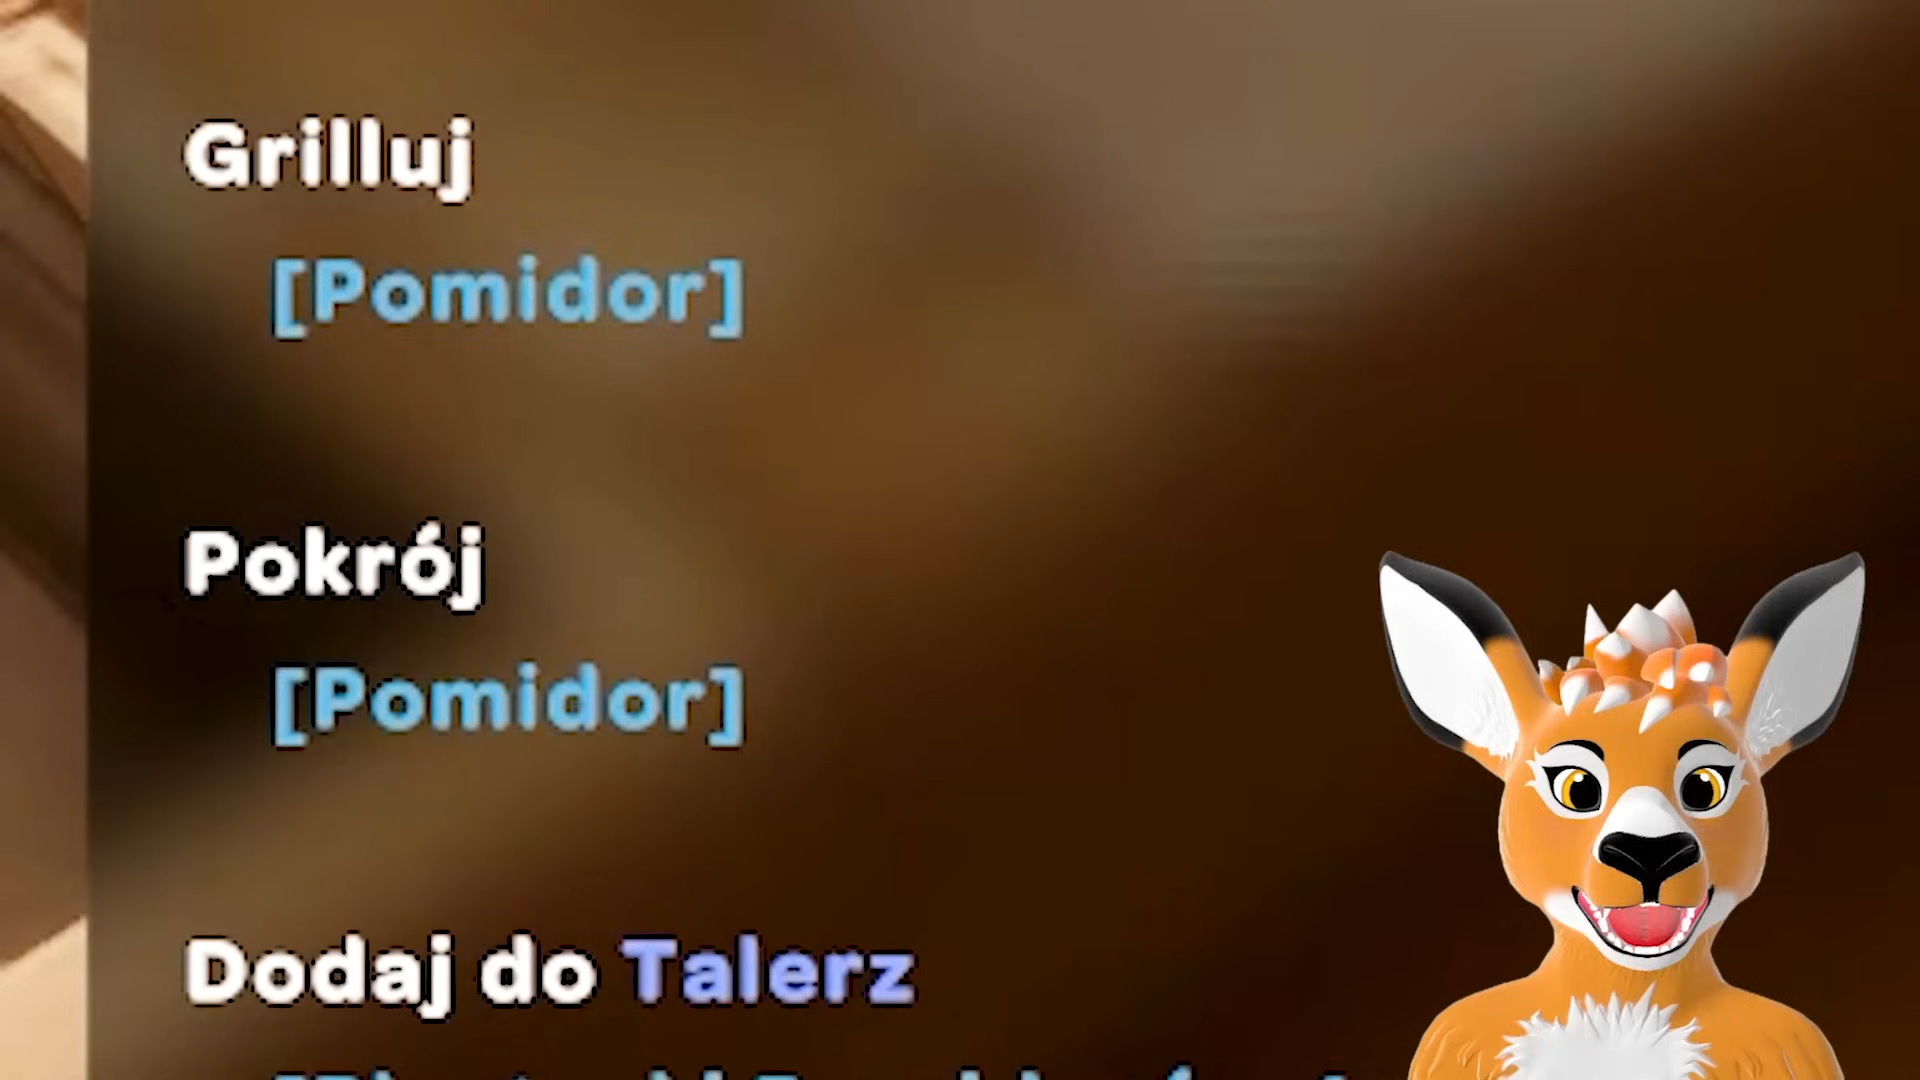 Grilluj
[Pomidor]
Pokrój
[Pomidor]
Dodaj do Talerz